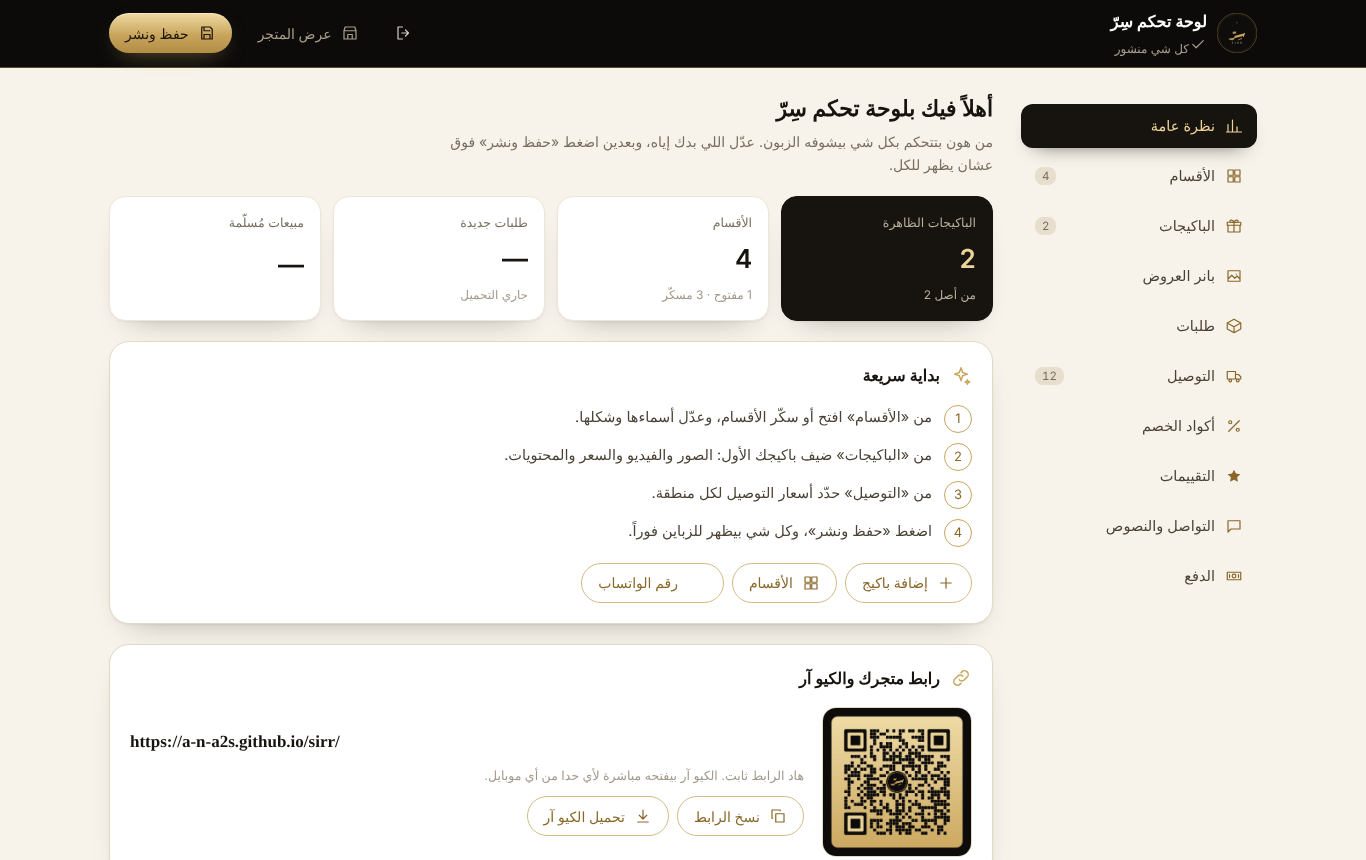 لوحة تحكم سِرّ
كل شي منشور
عرض المتجر
حفظ ونشر
نظرة عامة
الأقسام
4
الباكيجات
2
بانر العروض
طلبات
التوصيل
12
أكواد الخصم
التقييمات
التواصل والنصوص
الدفع
أهلاً فيك بلوحة تحكم سِرّ
من هون بتتحكم بكل شي بيشوفه الزبون. عدّل اللي بدك إياه، وبعدين اضغط «حفظ ونشر» فوق
عشان يظهر للكل.
الباكيجات الظاهرة
2
من أصل 2
الأقسام
4
1 مفتوح · 3 مسكّر
طلبات جديدة
—
جاري التحميل
مبيعات مُسلّمة
—
بداية سريعة
1 من «الأقسام» افتح أو سكّر الأقسام، وعدّل أسماءها وشكلها.
2 من «الباكيجات» ضيف باكيجك الأول: الصور والفيديو والسعر والمحتويات.
3 من «التوصيل» حدّد أسعار التوصيل لكل منطقة.
4 اضغط «حفظ ونشر»، وكل شي بيظهر للزباين فوراً.
إضافة باكيج
الأقسام
رقم الواتساب
رابط متجرك والكيو آر
https://a-n-a2s.github.io/sirr/
هاد الرابط ثابت. الكيو آر بيفتحه مباشرة لأي حدا من أي موبايل.
نسخ الرابط
تحميل الكيو آر